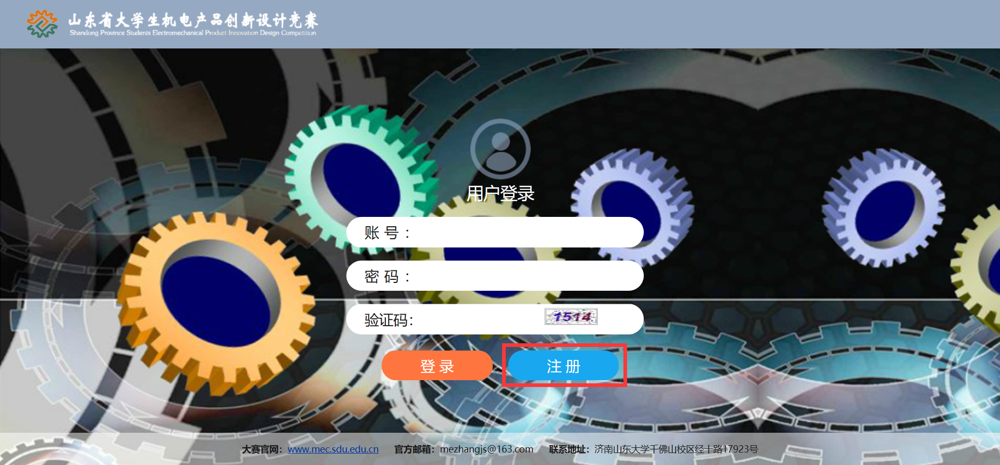 山东省大学生机电产品创新设计竞赛
Shandong Province Students Electromechanical Product Innovation Design Competition
用户登录
账 号 ：
密 码 ：
验证码： 1514
登 录 注 册
大赛官网：www.mec.sdu.edu.cn 官方邮箱：mezhangjs@163.com 联系地址：济南山东大学千佛山校区经十路17923号